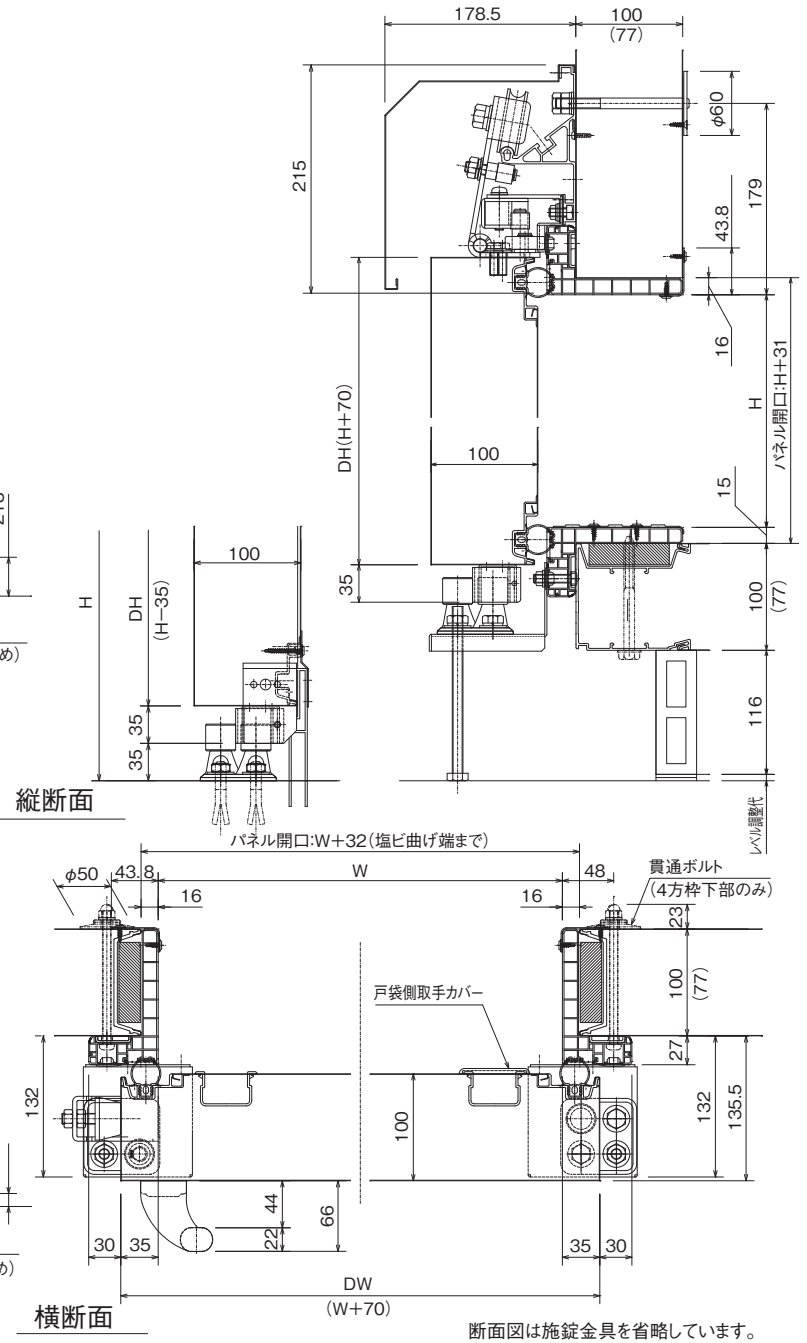 178.5
100
(77)
215
φ60
179
43.8
16
H
パネル開口:H+31
DH(H+70)
100
15
35
100
(77)
116
レベル調整代
H
DH
(H−35)
100
35
35
め)
縦断面
パネル開口:W+32(塩ビ曲げ端まで)
φ50
43.8
W
48
16
16
貫通ボルト
(4方枠下部のみ)
23
100
(77)
戸袋側取手カバー
27
132
100
132
135.5
44
66
22
30
35
35
30
DW
(W+70)
め)
横断面
断面図は施錠金具を省略しています。